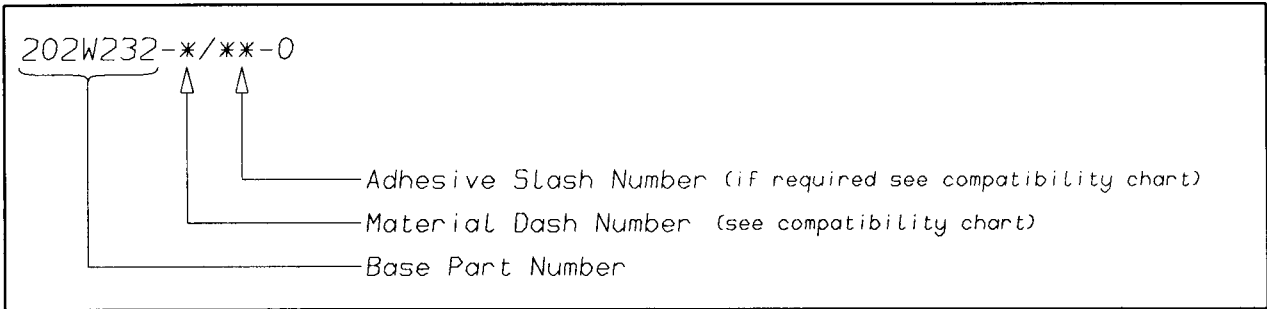 202W232-*/**-0
Adhesive Slash Number (if required see compatibility chart)
Material Dash Number (see compatibility chart)
Base Part Number